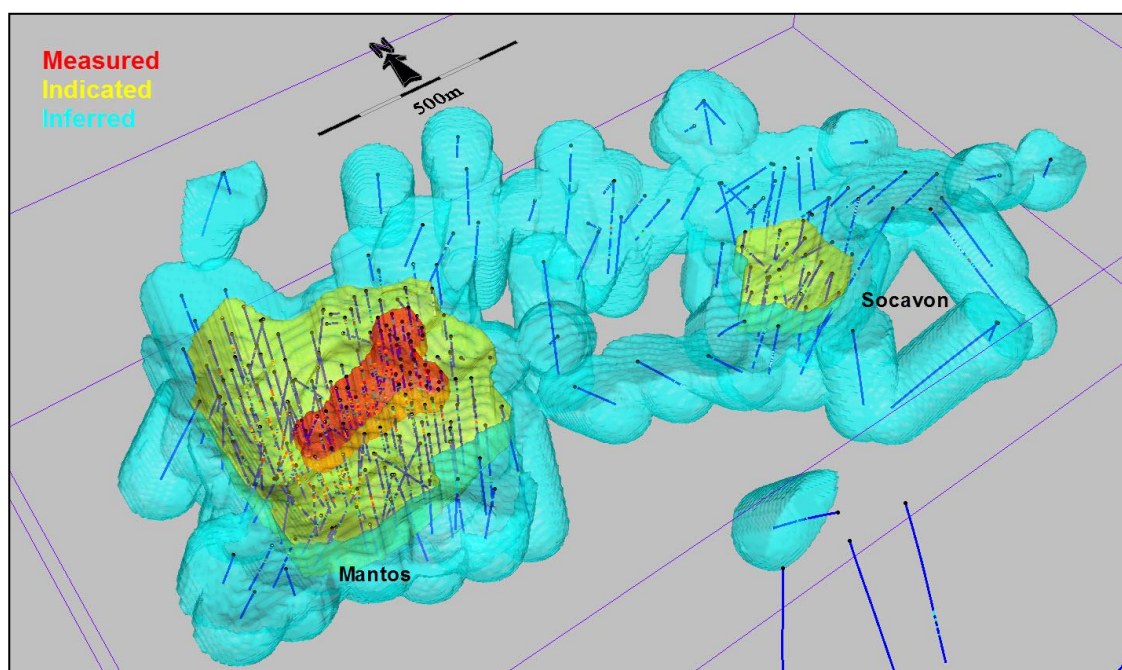 Measured
Indicated
Inferred
N
500m
Socavon
Mantos